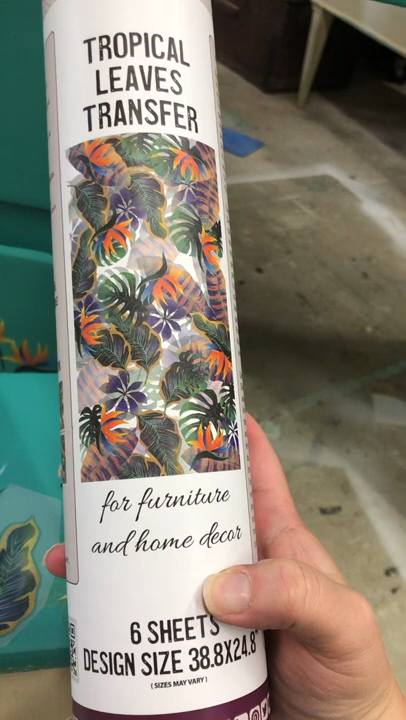 TROPICAL
LEAVES
TRANSFER
for furniture
and home decor
6 SHEETS
DESIGN SIZE 38.8X24.8"
(SIZES MAY VARY)